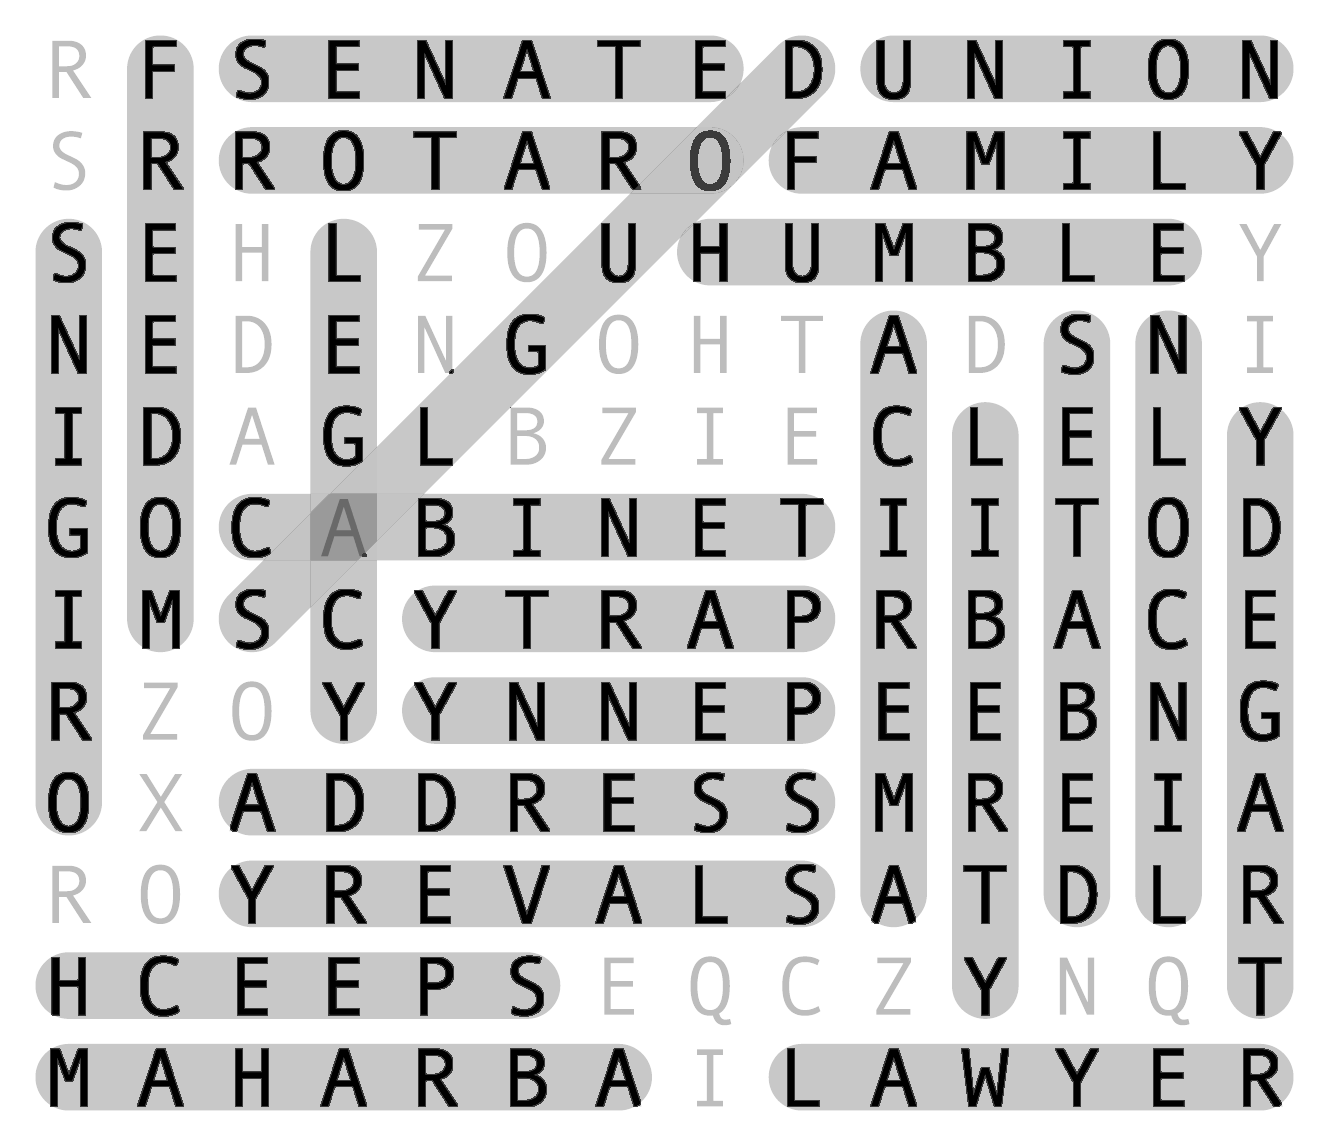 R F S E N A T E D U N I O N
S R R O T A R O F A M I L Y
S E H L Z O U H U M B L E Y
N E D E N G O H T A D S N I
I D A G L B Z I E C L E L Y
G O C A B I N E T I I T O D
I M S C Y T R A P R B A C E
R Z O Y Y N N E P E E B N G
O X A D D R E S S M R E I A
R O Y R E V A L S A T D L R
H C E E P S E Q C Z Y N Q T
M A H A R B A I L A W Y E R